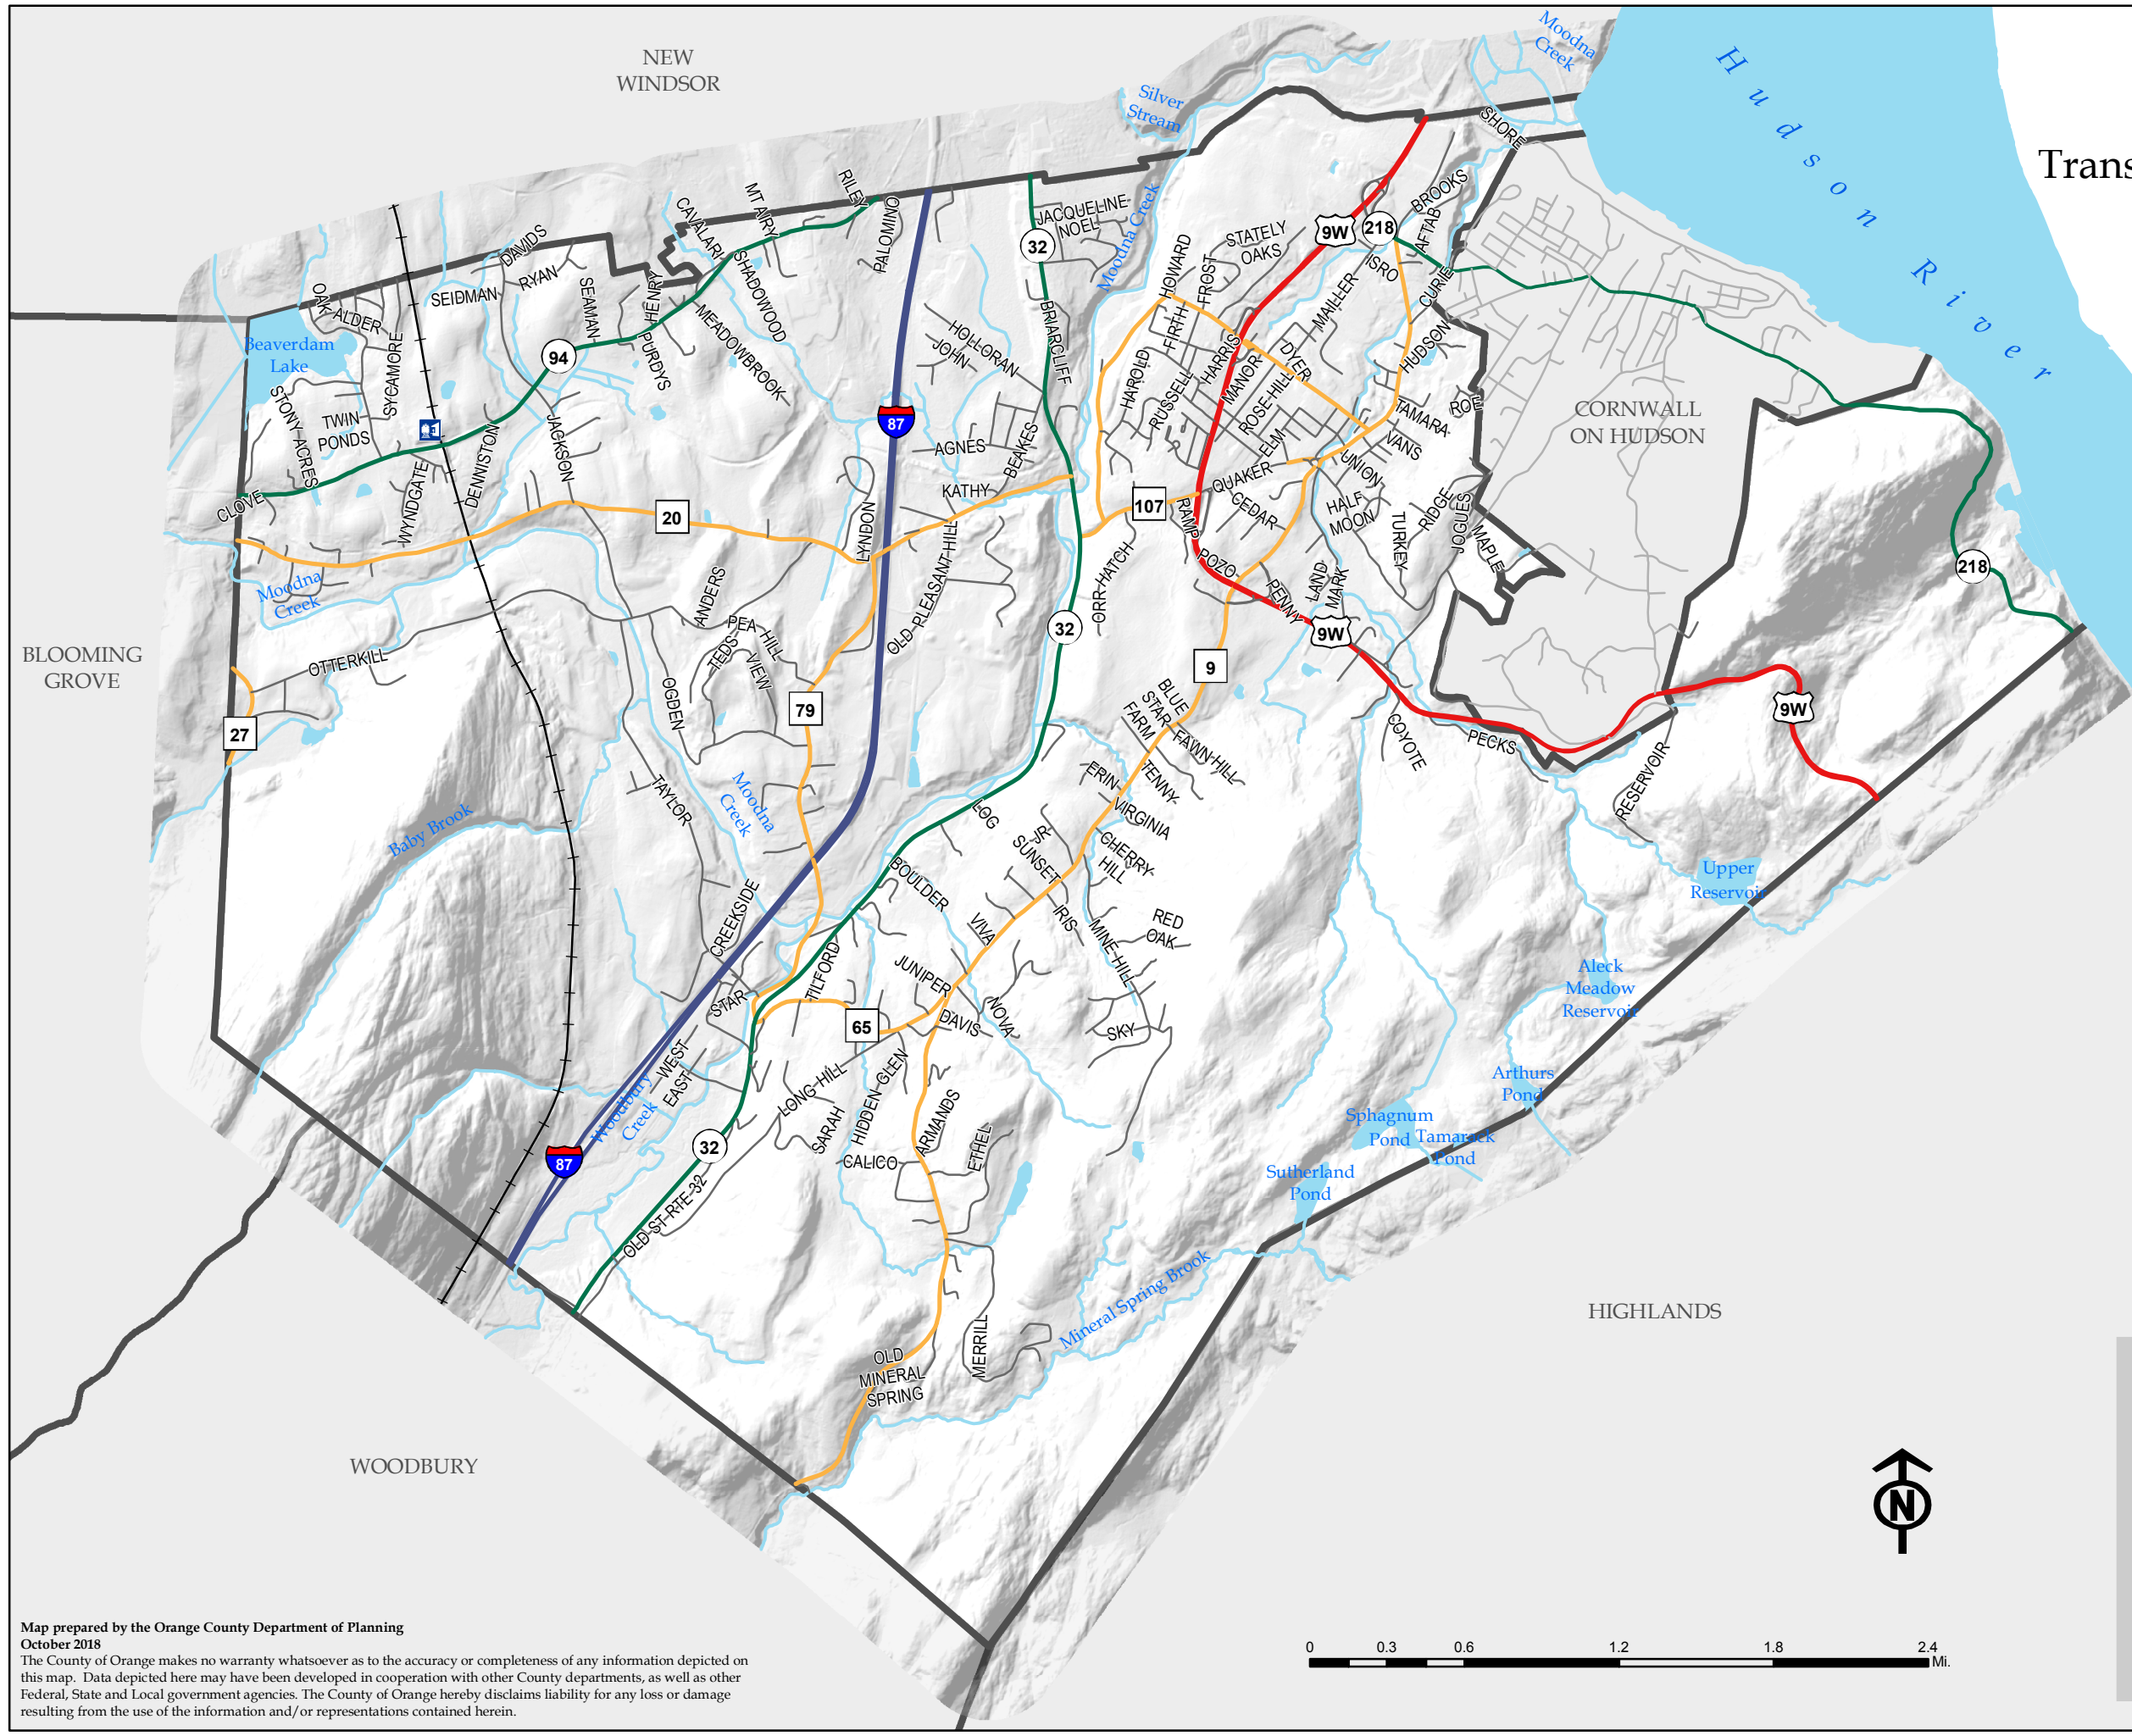 NEW
WINDSOR
Moodna
Creek
Hudson River
Trans
Silver
Stream
SHORE
BROOKS
AFTAB
RILEY
MT AIRY
CAVALARI
PALOMINO
JACQUELINE
NOEL
Moodna Creek
32
HOWARD
STATELY
OAKS
9W
218
ISRO
CURIE
DAVIDS
RYAN
SEIDMAN
SEAMAN
HENRY
SHADOWOOD
FROST
MAILLER
HUDSON
OAK
ALDER
SYCAMORE
Beaverdam
Lake
94
PURDYS
MEADOWBROOK
HOLLORAN
JOHN
BRIARCLIFF
FIRTH
HARRIS
MANOR
DYER
ROSE HILL
HAROLD
RUSSELL
STONY ACRES
TWIN
PONDS
DENNISTON
JACKSON
87
AGNES
BEAKES
KATHY
ELM
TAMARA
ROE
VANS
CORNWALL
ON HUDSON
CLOVE
WYNDGATE
20
LYNDON
107
QUAKER
UNION
CEDAR
HALF
MOON
RIDGE
JOGUES
TURKEY
MAPLE
RAMP
POZO
PENNY
LAND
MARK
218
Moodna
Creek
ANDERS
PEA HILL
TEDS
VIEW
OLD PLEASANT HILL
ORR HATCH
32
9W
9
BLOOMING
GROVE
OTTERKILL
27
OGDEN
79
BLUE
STAR
FARM
FAWN HILL
COYOTE
PECKS
9W
RESERVOIR
TAYLOR
Moodna
Creek
ERIN
TENNY
VIRGINIA
LOG
JR
SUNSET
CHERRY
HILL
Baby Brook
BOULDER
Upper
Reservoir
CREEKSIDE
VIVA
IRIS
MINE HILL
RED
OAK
TILFORD
JUNIPER
STAR
NOVA
65
DAVIS
SKY
Aleck
Meadow
Reservoir
WEST
EAST
Woodbury
Creek
LONG HILL
SARAH
HIDDEN GLEN
ARMANDS
ETHEL
CALICO
Arthurs
Pond
Sphagnum
Pond
Tamarack
Pond
Sutherland
Pond
87
32
OLD ST RTE 32
Mineral Spring Brook
MERRILL
OLD
MINERAL
SPRING
HIGHLANDS
WOODBURY
N
0 0.3 0.6 1.2 1.8 2.4
Mi.
Map prepared by the Orange County Department of Planning
October 2018
The County of Orange makes no warranty whatsoever as to the accuracy or completeness of any information depicted on
this map. Data depicted here may have been developed in cooperation with other County departments, as well as other
Federal, State and Local government agencies. The County of Orange hereby disclaims liability for any loss or damage
resulting from the use of the information and/or representations contained herein.